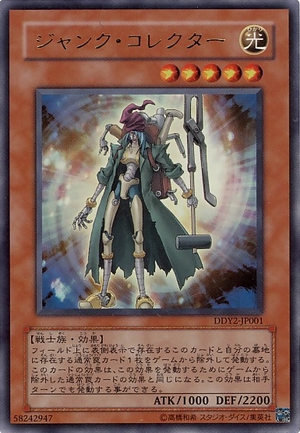 ジャンク・コレクター
光
DDY2-JP001
【戦士族・効果】
フィールド上に表側表示で存在するこのカードと自分の墓地
に存在する通常罠カード1枚をゲームから除外して発動する。
このカードの効果は、この効果を発動するためにゲームから
除外した通常罠カードの効果と同じになる。この効果は相手
ターンでも発動する事ができる。
ATK/1000 DEF/2200
58242947
©高橋和希 スタジオ・ダイス/集英社